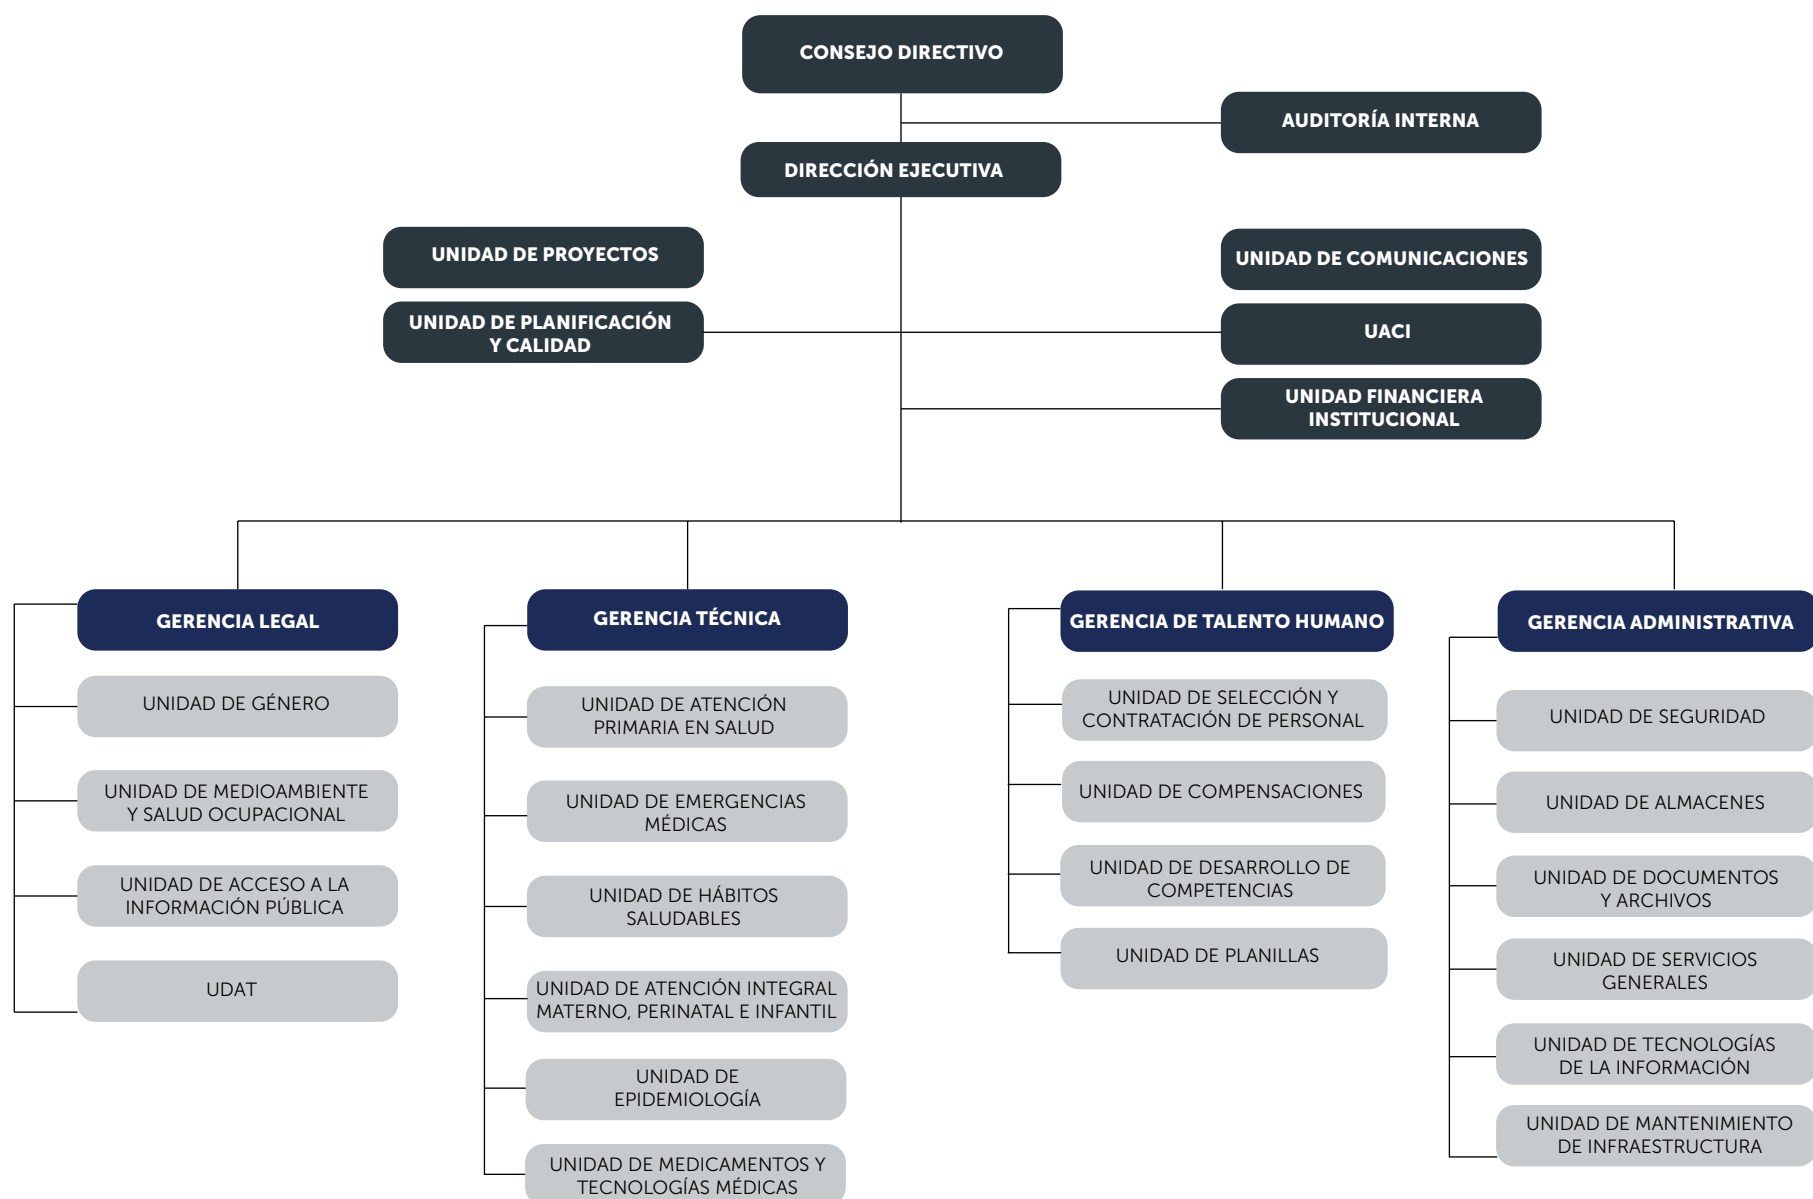 CONSEJO DIRECTIVO
AUDITORÍA INTERNA
DIRECCIÓN EJECUTIVA
UNIDAD DE PROYECTOS
UNIDAD DE COMUNICACIONES
UNIDAD DE PLANIFICACIÓN
Y CALIDAD
UACI
UNIDAD FINANCIERA
INSTITUCIONAL
GERENCIA LEGAL
UNIDAD DE GÉNERO
UNIDAD DE MEDIOAMBIENTE
Y SALUD OCUPACIONAL
UNIDAD DE ACCESO A LA
INFORMACIÓN PÚBLICA
UDAT
GERENCIA TÉCNICA
UNIDAD DE ATENCIÓN
PRIMARIA EN SALUD
UNIDAD DE EMERGENCIAS
MÉDICAS
UNIDAD DE HÁBITOS
SALUDABLES
UNIDAD DE ATENCIÓN INTEGRAL
MATERNO, PERINATAL E INFANTIL
UNIDAD DE
EPIDEMIOLOGÍA
UNIDAD DE MEDICAMENTOS Y
TECNOLOGÍAS MÉDICAS
GERENCIA DE TALENTO HUMANO
UNIDAD DE SELECCIÓN Y
CONTRATACIÓN DE PERSONAL
UNIDAD DE COMPENSACIONES
UNIDAD DE DESARROLLO DE
COMPETENCIAS
UNIDAD DE PLANILLAS
GERENCIA ADMINISTRATIVA
UNIDAD DE SEGURIDAD
UNIDAD DE ALMACENES
UNIDAD DE DOCUMENTOS
Y ARCHIVOS
UNIDAD DE SERVICIOS
GENERALES
UNIDAD DE TECNOLOGÍAS
DE LA INFORMACIÓN
UNIDAD DE MANTENIMIENTO
DE INFRAESTRUCTURA